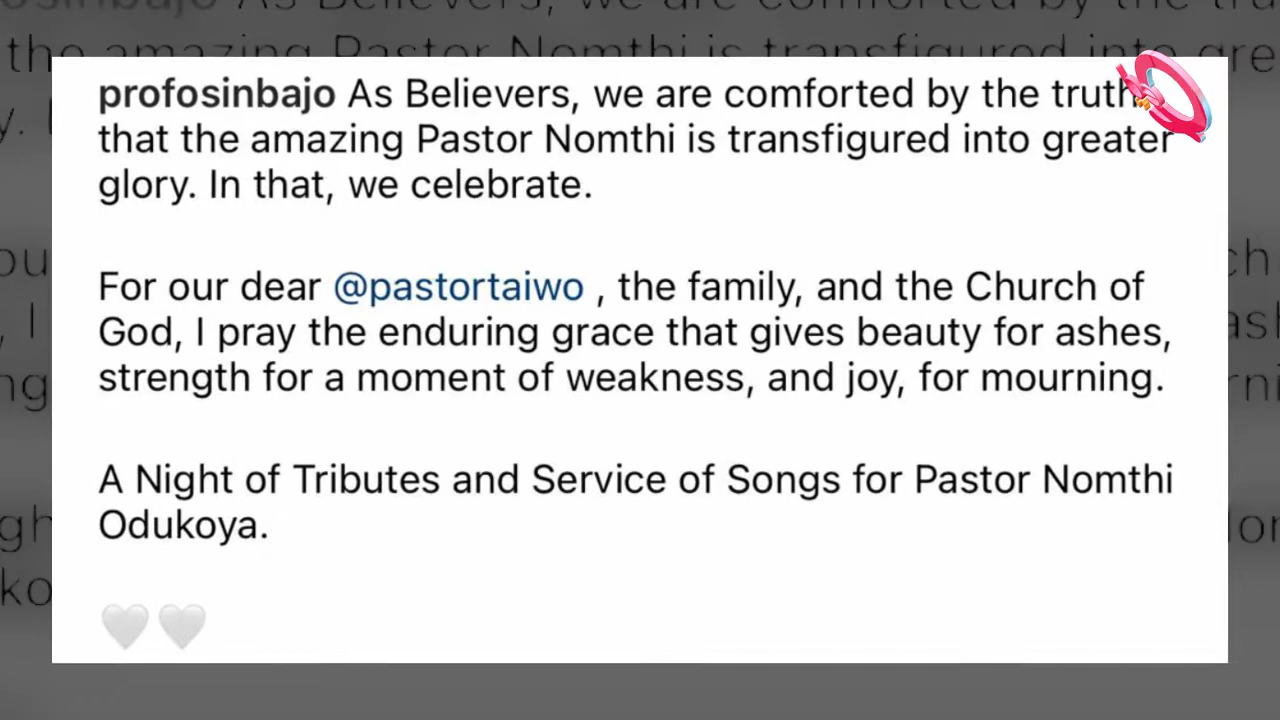 profosinbajo As Believers, we are comforted by the truth
that the amazing Pastor Nomthi is transfigured into greater
glory. In that, we celebrate.
For our dear @pastortaiwo , the family, and the Church of
God, I pray the enduring grace that gives beauty for ashes,
strength for a moment of weakness, and joy, for mourning.
A Night of Tributes and Service of Songs for Pastor Nomthi
Odukoya.